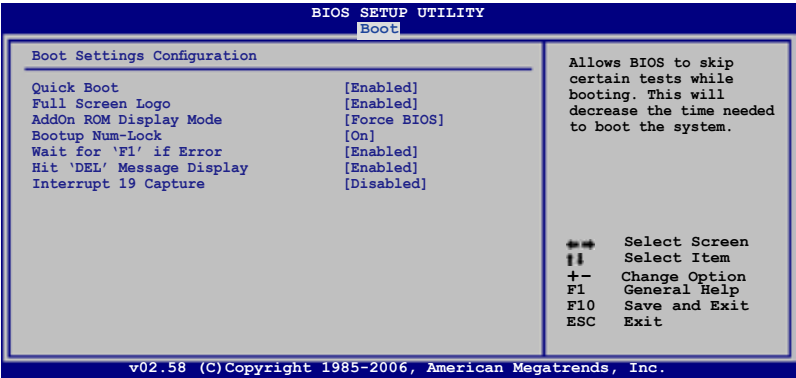 BIOS SETUP UTILITY
Boot
Boot Settings Configuration
Quick Boot [Enabled]
Full Screen Logo [Enabled]
AddOn ROM Display Mode [Force BIOS]
Bootup Num-Lock [On]
Wait for ‘F1’ if Error [Enabled]
Hit ‘DEL’ Message Display [Enabled]
Interrupt 19 Capture [Disabled]
Allows BIOS to skip
certain tests while
booting. This will
decrease the time needed
to boot the system.
←→ Select Screen
↑↓ Select Item
+- Change Option
F1 General Help
F10 Save and Exit
ESC Exit
v02.58 (C)Copyright 1985-2006, American Megatrends, Inc.